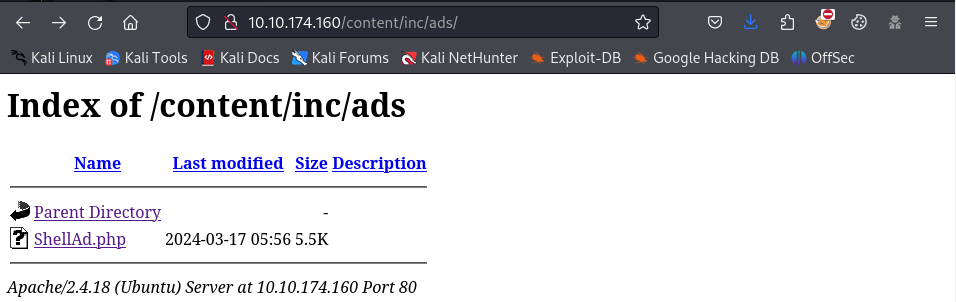 10.10.174.160/content/inc/ads/
Kali Linux Kali Tools Kali Docs Kali Forums Kali NetHunter Exploit-DB Google Hacking DB OffSec
Index of /content/inc/ads
Name Last modified Size Description
Parent Directory -
ShellAd.php 2024-03-17 05:56 5.5K
Apache/2.4.18 (Ubuntu) Server at 10.10.174.160 Port 80